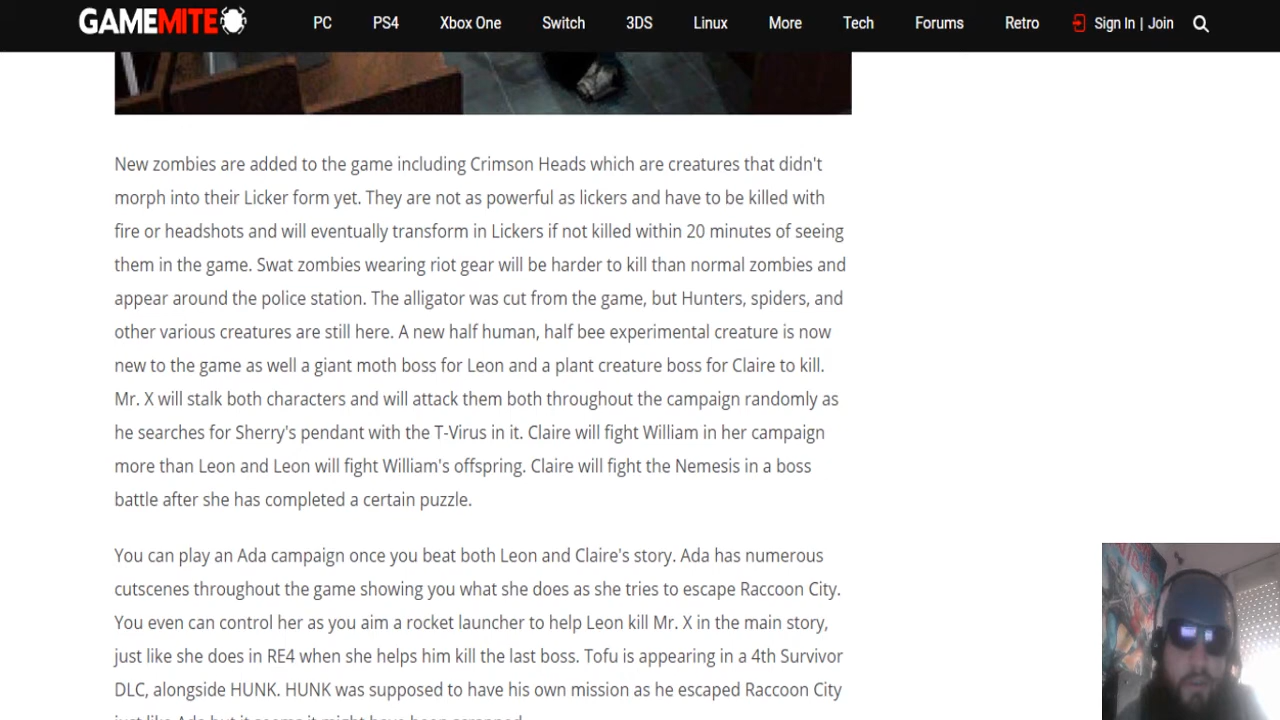 GAMEMITE PC PS4 Xbox One Switch 3DS Linux More Tech Forums Retro Sign In | Join
New zombies are added to the game including Crimson Heads which are creatures that didn't
morph into their Licker form yet. They are not as powerful as lickers and have to be killed with
fire or headshots and will eventually transform in Lickers if not killed within 20 minutes of seeing
them in the game. Swat zombies wearing riot gear will be harder to kill than normal zombies and
appear around the police station. The alligator was cut from the game, but Hunters, spiders, and
other various creatures are still here. A new half human, half bee experimental creature is now
new to the game as well a giant moth boss for Leon and a plant creature boss for Claire to kill.
Mr. X will stalk both characters and will attack them both throughout the campaign randomly as
he searches for Sherry's pendant with the T-Virus in it. Claire will fight William in her campaign
more than Leon and Leon will fight William's offspring. Claire will fight the Nemesis in a boss
battle after she has completed a certain puzzle.
You can play an Ada campaign once you beat both Leon and Claire's story. Ada has numerous
cutscenes throughout the game showing you what she does as she tries to escape Raccoon City.
You even can control her as you aim a rocket launcher to help Leon kill Mr. X in the main story,
just like she does in RE4 when she helps him kill the last boss. Tofu is appearing in a 4th Survivor
DLC, alongside HUNK. HUNK was supposed to have his own mission as he escaped Raccoon City
just like Ada but it seems it might have been scrapped.